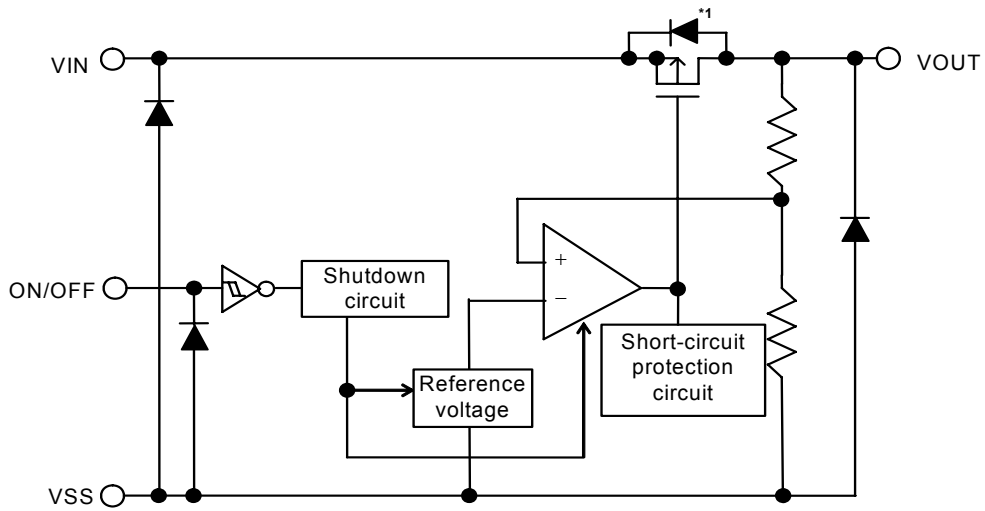 *1
VIN
VOUT
+
−
ON/OFF
Shutdown
circuit
Short-circuit
protection
circuit
Reference
voltage
VSS